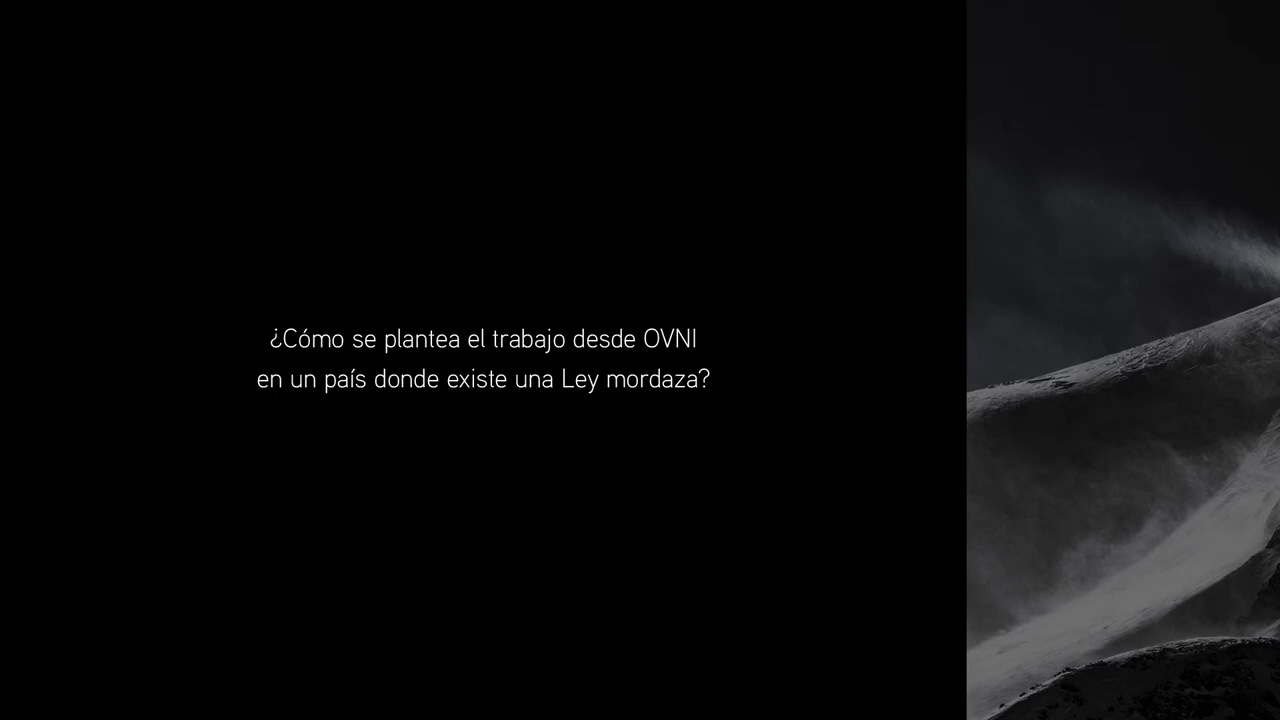 ¿Cómo se plantea el trabajo desde OVNI
en un país donde existe una Ley mordaza?